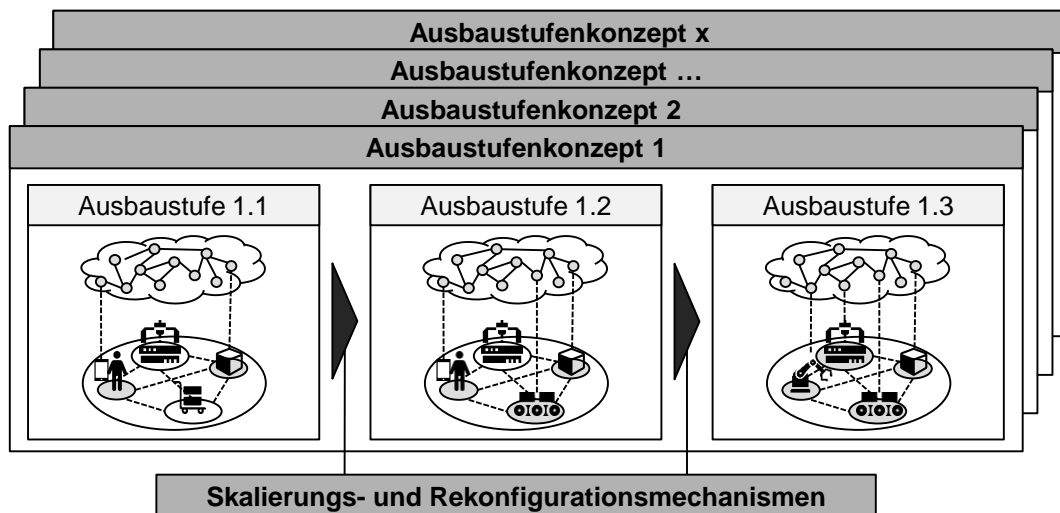 Ausbaustufenkonzept x
Ausbaustufenkonzept …
Ausbaustufenkonzept 2
Ausbaustufenkonzept 1
Ausbaustufe 1.1
Ausbaustufe 1.2
Ausbaustufe 1.3
Skalierungs- und Rekonfigurationsmechanismen